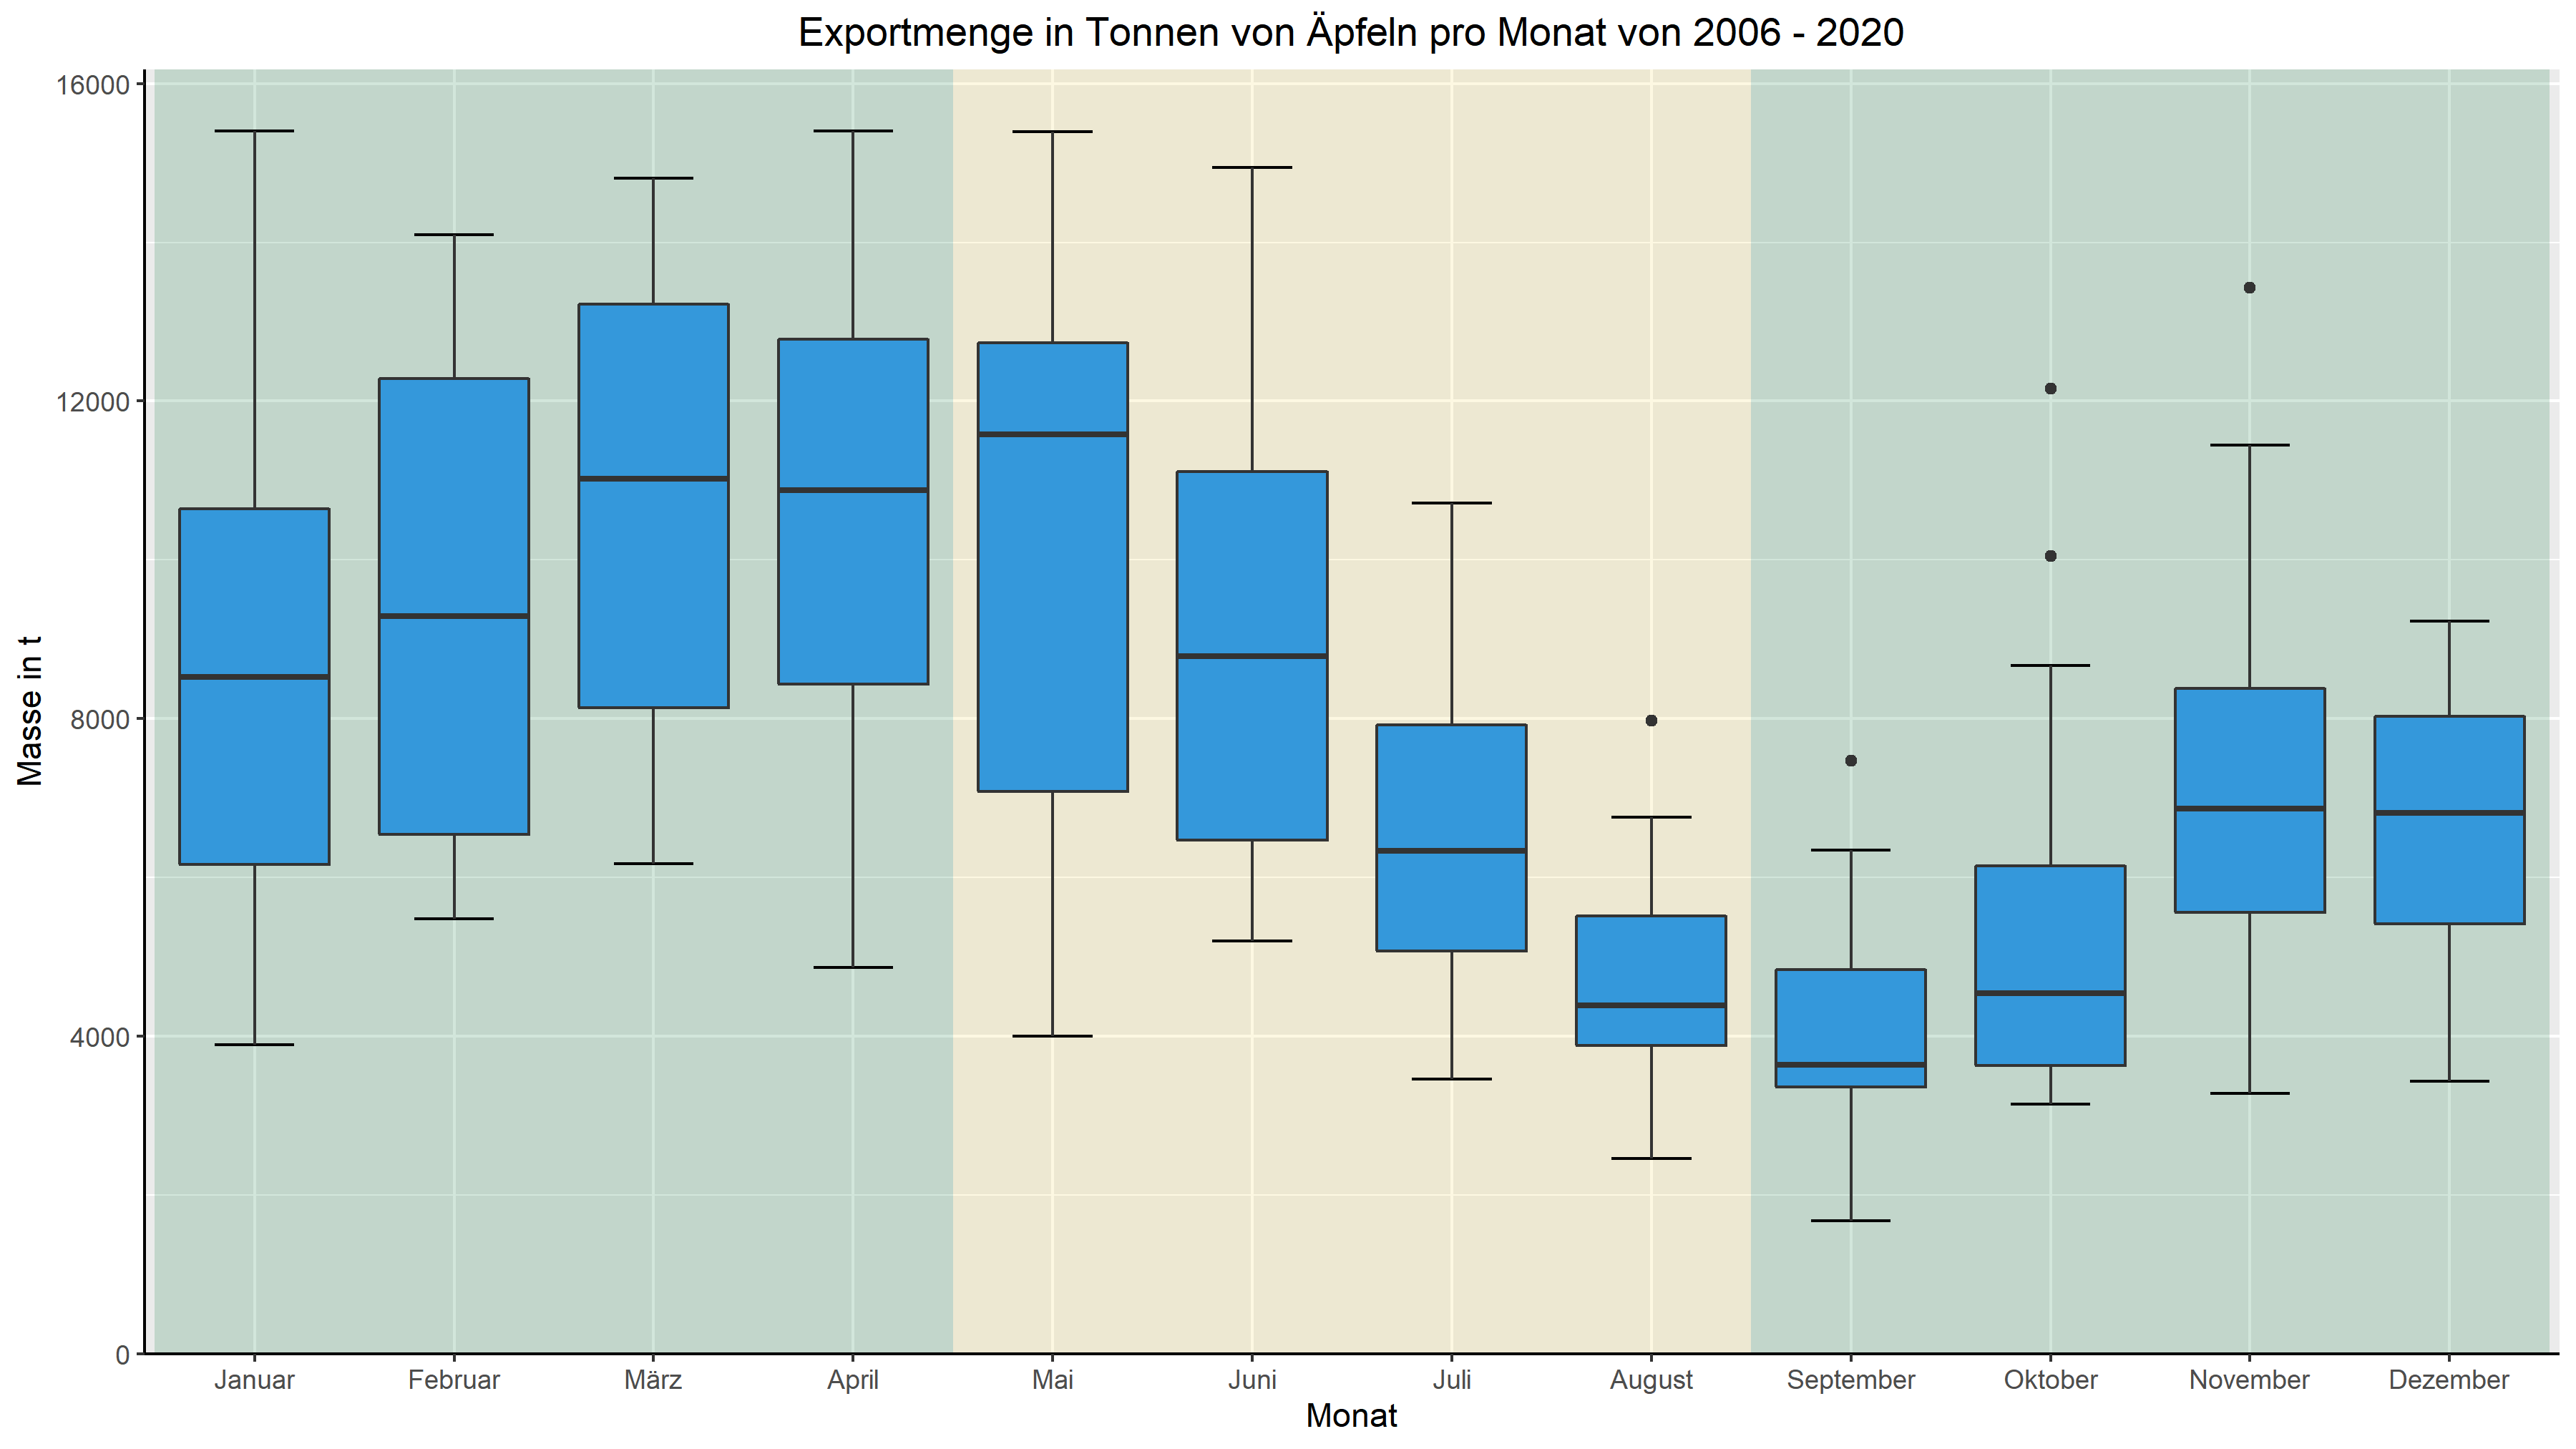 Exportmenge in Tonnen von Äpfeln pro Monat von 2006 - 2020
Masse in t
16000
12000
8000
4000
0
Januar Februar März April Mai Juni Juli August September Oktober November Dezember
Monat